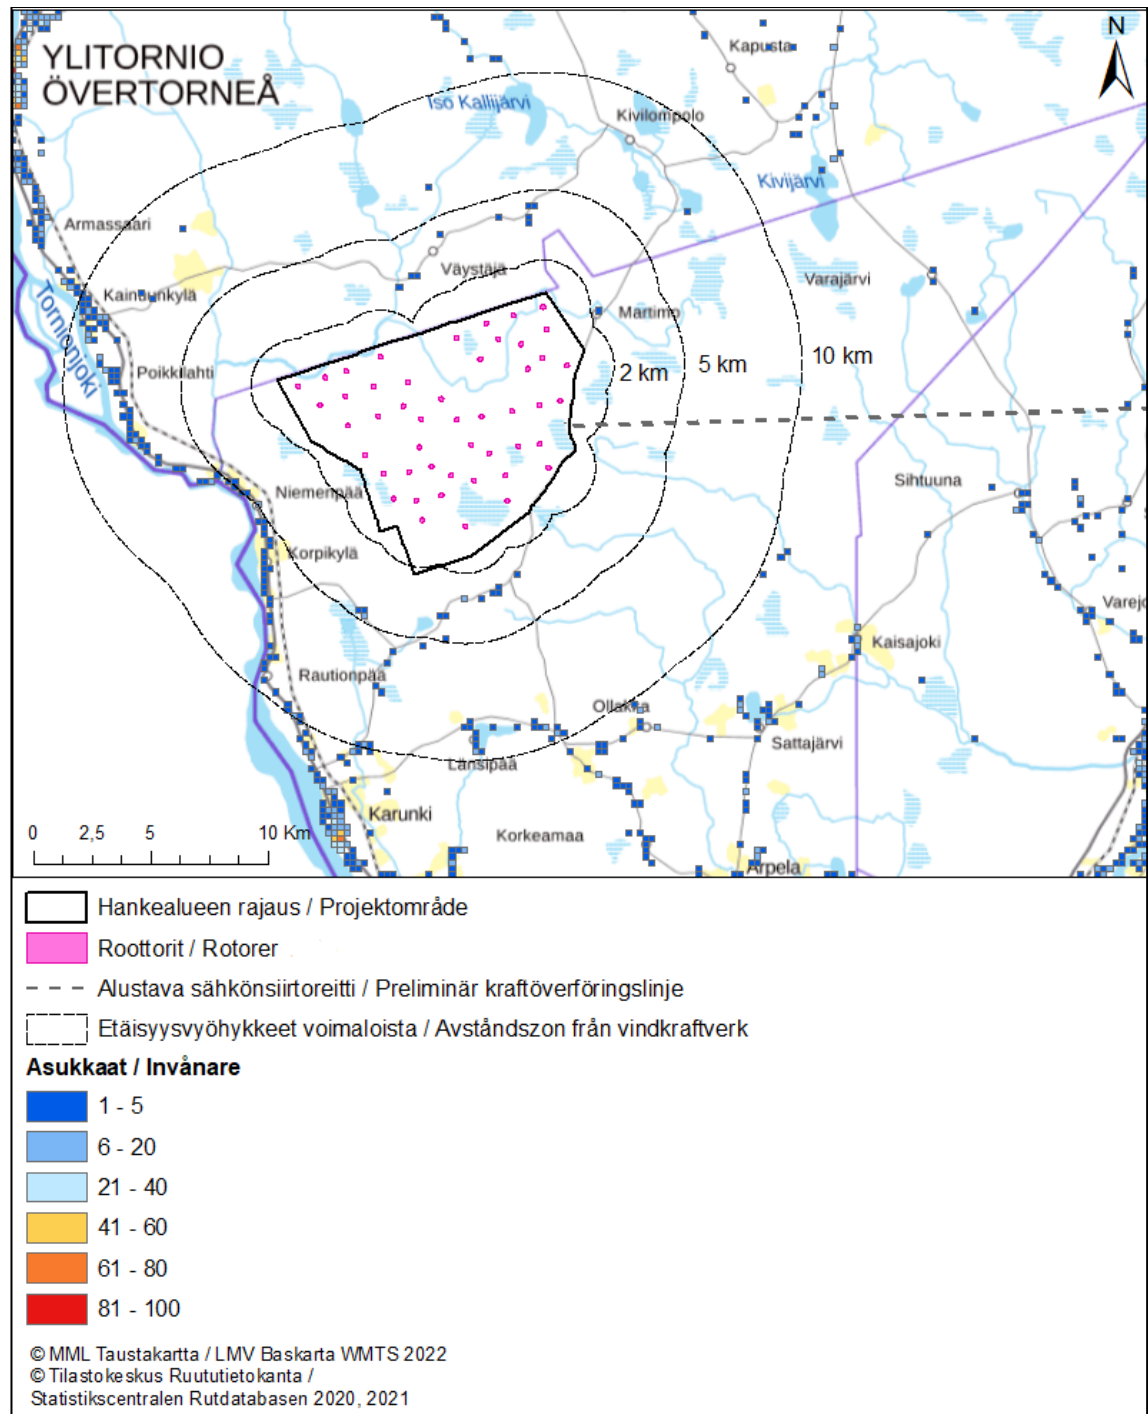 YLITORNIO
ÖVERTORNEÅ
N
Kapusta
Iso Kallijärvi
Kivilompolo
Kivijärvi
Armassaari
Väystäjä
Varajärvi
Kainuunkylä
Martimo
Tornionjoki
Poikkilahti
2 km
5 km
10 km
Niemenpää
Sihtuuna
Korpikylä
Kaisajoki
Rautionpää
Ollakka
Sattajärvi
Länsipää
Karunki
Korkeamaa
Arpela
0 2,5 5 10 Km
Hankealueen rajaus / Projektområde
Roottorit / Rotorer
Alustava sähkönsiirtoreitti / Preliminär kraftöverföringslinje
Etäisyysvyöhykkeet voimaloista / Avståndszon från vindkraftverk
Asukkaat / Invånare
1 - 5
6 - 20
21 - 40
41 - 60
61 - 80
81 - 100
© MML Taustakartta / LMV Baskarta WMTS 2022
© Tilastokeskus Ruututietokanta /
Statistikscentralen Rutdatabasen 2020, 2021